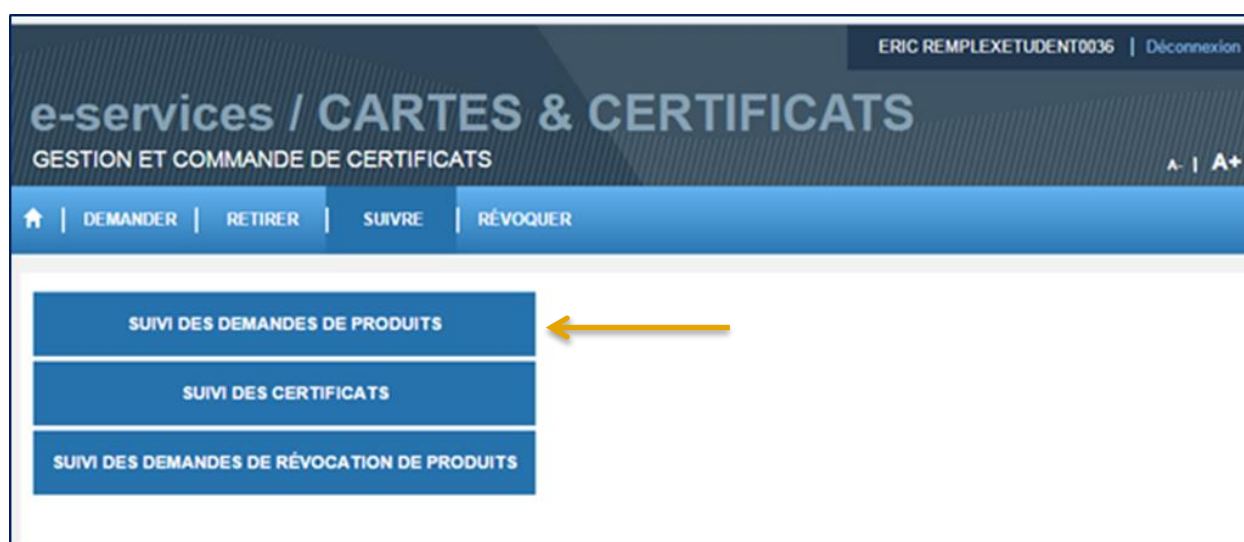 ERIC REMPLEXETUDENT0036 | Déconnexion
e-services / CARTES & CERTIFICATS
GESTION ET COMMANDE DE CERTIFICATS
A- | A+
DEMANDER | RETIRER | SUIVRE | RÉVOQUER
SUIVI DES DEMANDES DE PRODUITS
SUIVI DES CERTIFICATS
SUIVI DES DEMANDES DE RÉVOCATION DE PRODUITS